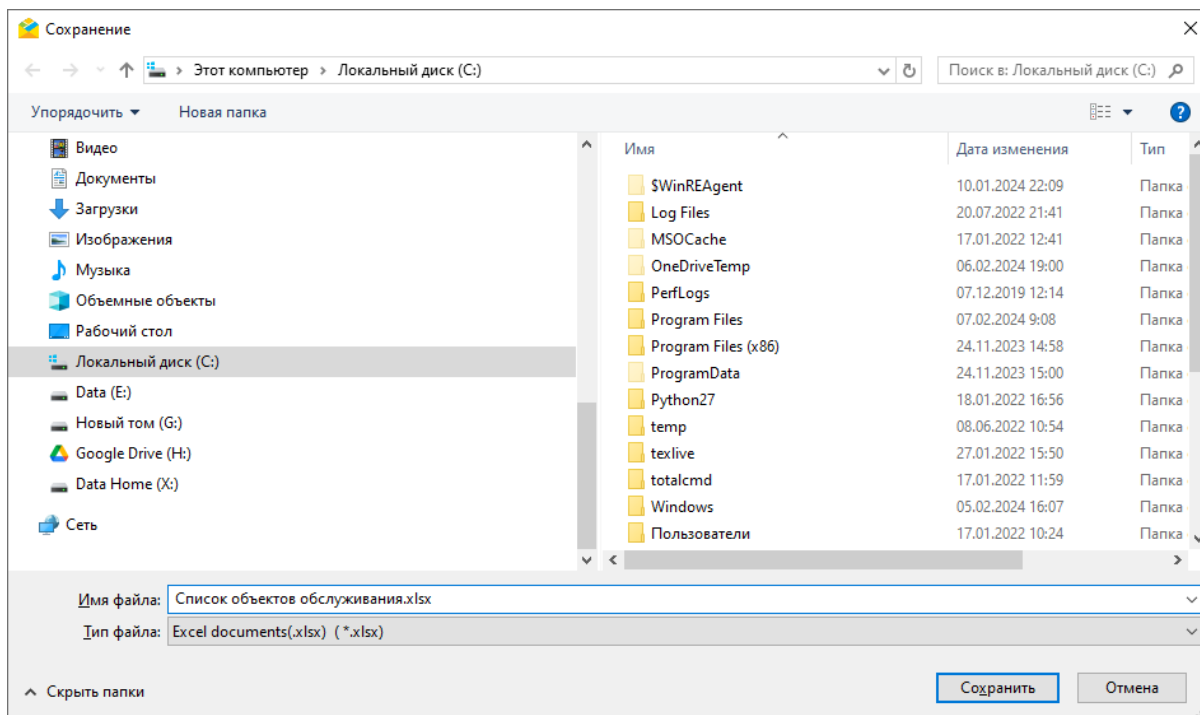 Сохранение
Этот компьютер > Локальный диск (C:)
Поиск в: Локальный диск (C:)
Упорядочить
Новая папка
Видео
Документы
Загрузки
Изображения
Музыка
Объемные объекты
Рабочий стол
Локальный диск (C:)
Data (E:)
Новый том (G:)
Google Drive (H:)
Data Home (X:)
Сеть
Имя Дата изменения Тип
$WinREAgent 10.01.2024 22:09 Папка
Log Files 20.07.2022 21:41 Папка
MSOCache 17.01.2022 12:41 Папка
OneDriveTemp 06.02.2024 19:00 Папка
PerfLogs 07.12.2019 12:14 Папка
Program Files 07.02.2024 9:08 Папка
Program Files (x86) 24.11.2023 14:58 Папка
ProgramData 24.11.2023 15:00 Папка
Python27 18.01.2022 16:56 Папка
temp 08.06.2022 10:54 Папка
texlive 27.01.2022 15:50 Папка
totalcmd 17.01.2022 11:59 Папка
Windows 05.02.2024 16:07 Папка
Пользователи 17.01.2022 10:24 Папка
Имя файла: Список объектов обслуживания.xlsx
Тип файла: Excel documents(.xlsx) (*.xlsx)
Скрыть папки
Сохранить
Отмена